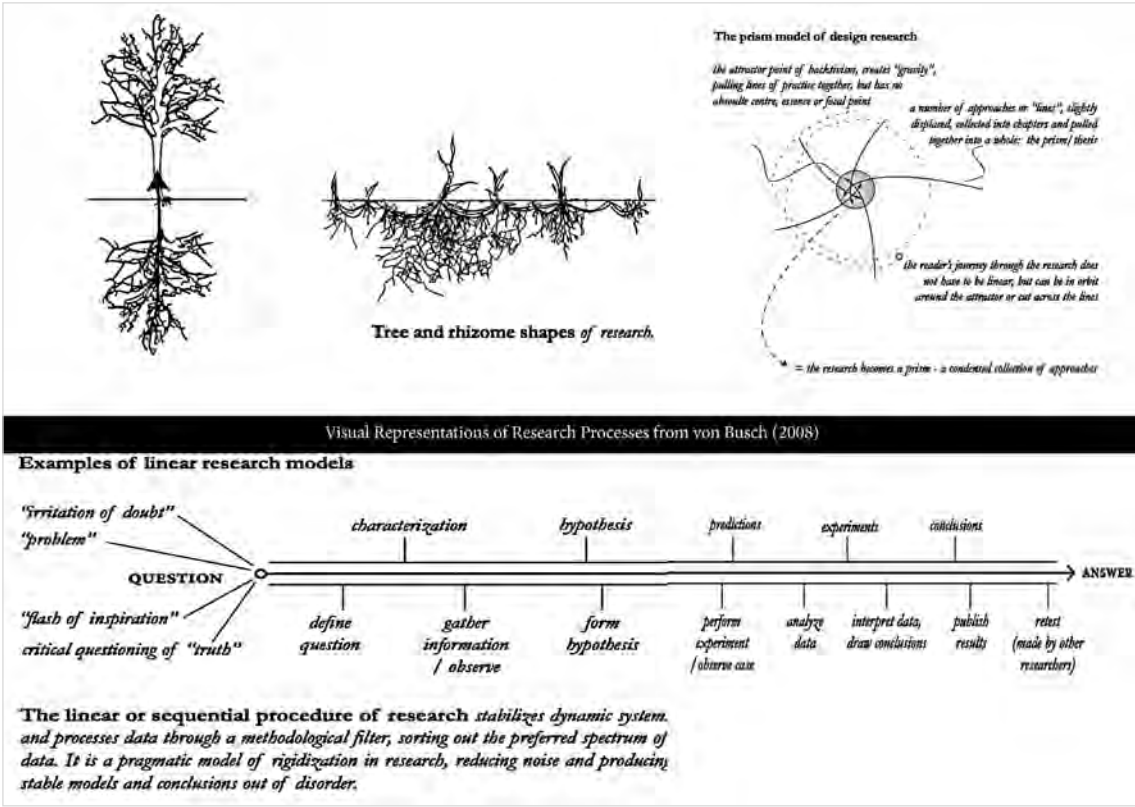 The prism model of design research
the attractor point of hacktivism, creates "gravity",
pulling lines of practice together, but has no
absoulte centre, essence or focal point
a number of approaches or "lines", slightly
displaced, collected into chapters and pulled
together into a whole: the prism/thesis
the reader's journey through the research does
not have to be linear, but can be in orbit
around the attractor or cut across the lines
Tree and rhizome shapes of research.
= the research becomes a prism - a condensed collection of approaches
Visual Representations of Research Processes from von Busch (2008)
Examples of linear research models
"irritation of doubt"
"problem"
QUESTION
"flash of inspiration"
critical questioning of "truth"
characterization
hypothesis
predictions
experiments
conclusions
ANSWER
define
question
gather
information
/ observe
form
hypothesis
perform
experiment
/ observe case
analyze
data
interpret data,
draw conclusions
publish
results
retest
(made by other
researchers)
The linear or sequential procedure of research stabilizes dynamic system.
and processes data through a methodological filter, sorting out the preferred spectrum of
data. It is a pragmatic model of rigidization in research, reducing noise and producing
stable models and conclusions out of disorder.